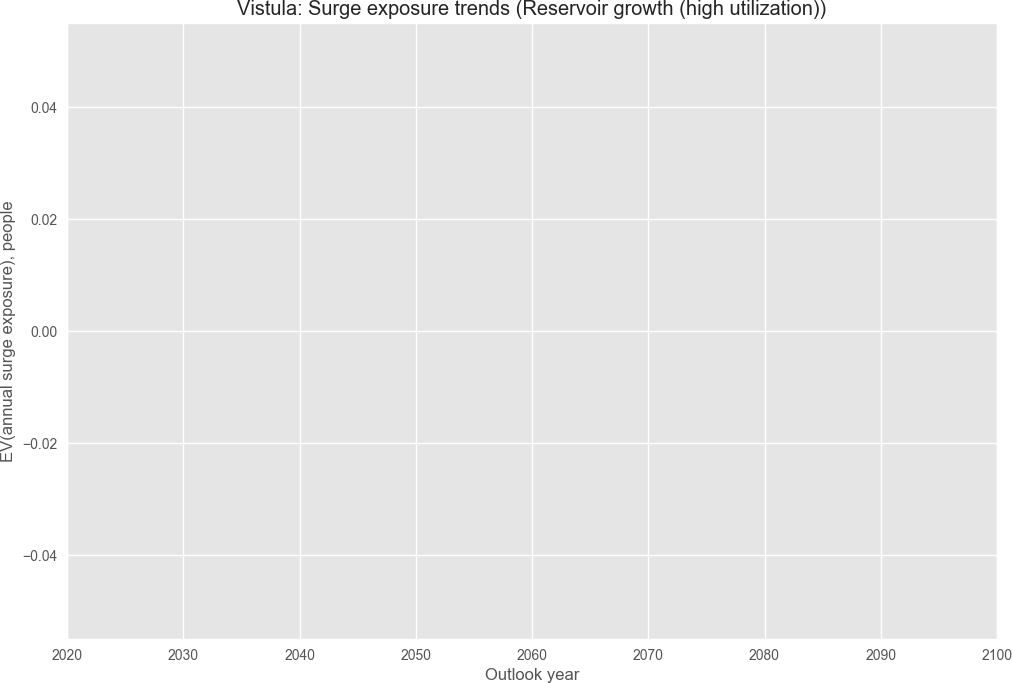 Vistula: Surge exposure trends (Reservoir growth (high utilization))
EV(annual surge exposure), people
0.04
0.02
0.00
−0.02
−0.04
2020 2030 2040 2050 2060 2070 2080 2090 2100
Outlook year